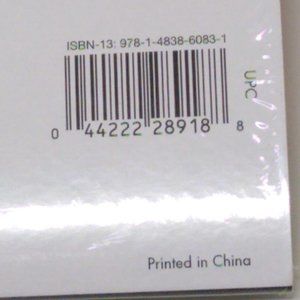 ISBN-13: 978-1-4838-6083-1
UPC
0 44222 28918 8
Printed in China